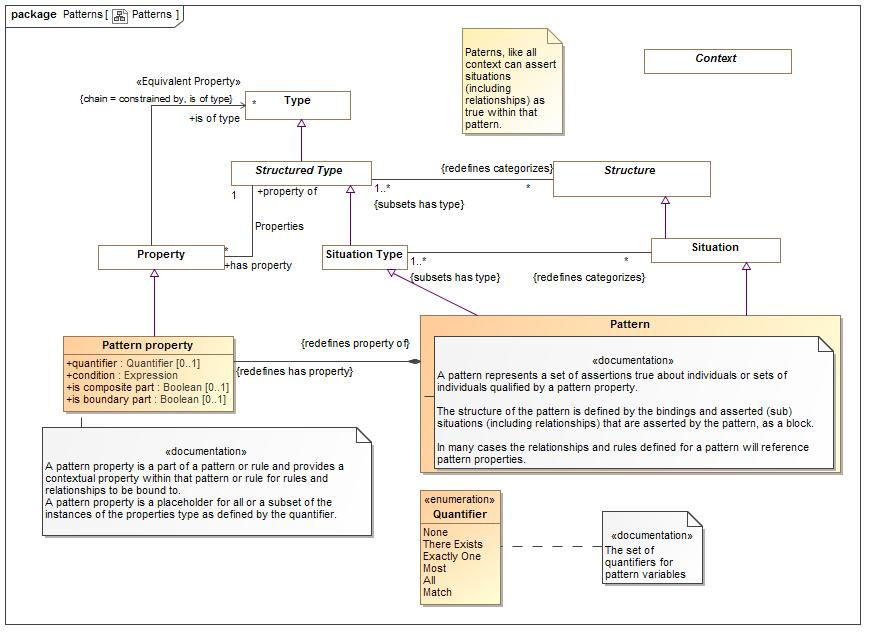 package Patterns [ Patterns ]
Paterns, like all
context can assert
situations
(including
relationships) as
true within that
pattern.
Context
«Equivalent Property»
{chain = constrained by, is of type}
*
Type
+is of type
Structured Type
{redefines categorizes}
Structure
1
+property of
1..*
*
{subsets has type}
Properties
Property
*
+has property
Situation Type
1..*
*
Situation
{subsets has type}
{redefines categorizes}
Pattern property
+quantifier : Quantifier [0..1]
+condition : Expression
+is composite part : Boolean [0..1]
+is boundary part : Boolean [0..1]
{redefines property of}
{redefines has property}
Pattern
«documentation»
A pattern represents a set of assertions true about individuals or sets of
individuals qualified by a pattern property.
The structure of the pattern is defined by the bindings and asserted (sub)
situations (including relationships) that are asserted by the pattern, as a block.
In many cases the relationships and rules defined for a pattern will reference
pattern properties.
«documentation»
A pattern property is a part of a pattern or rule and provides a
contextual property within that pattern or rule for rules and
relationships to be bound to.
A pattern property is a placeholder for all or a subset of the
instances of the properties type as defined by the quantifier.
«enumeration»
Quantifier
None
There Exists
Exactly One
Most
All
Match
«documentation»
The set of
quantifiers for
pattern variables